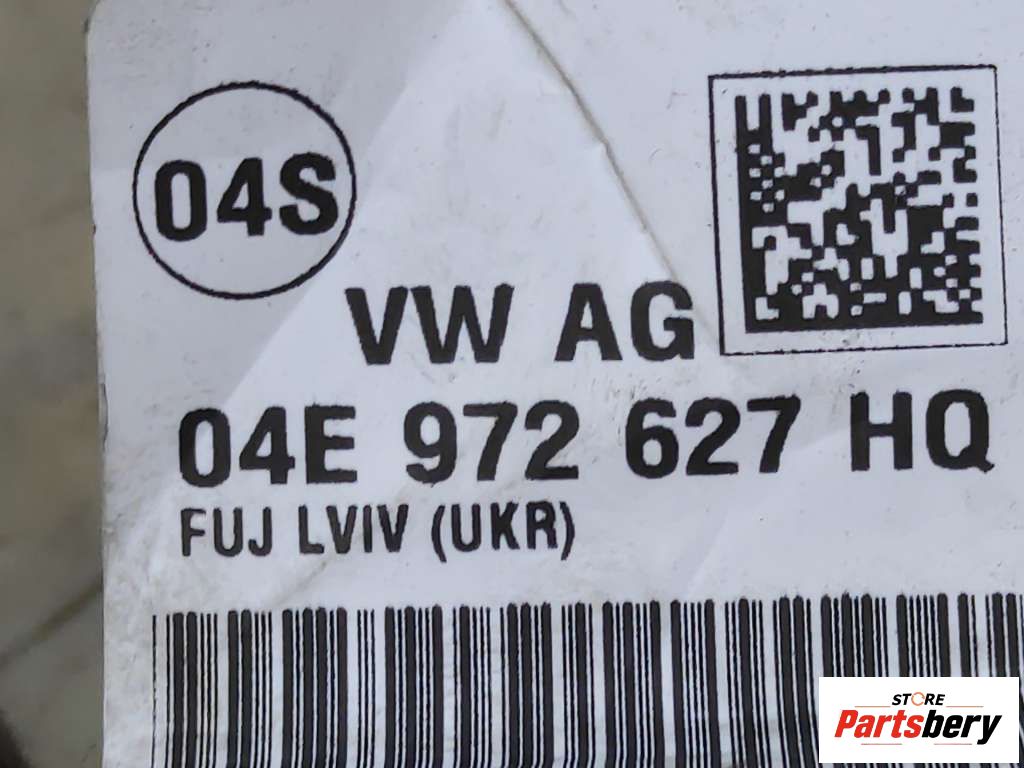 04S
VW AG
04E 972 627 HQ
FUJ LVIV (UKR)
STORE
Partsbery